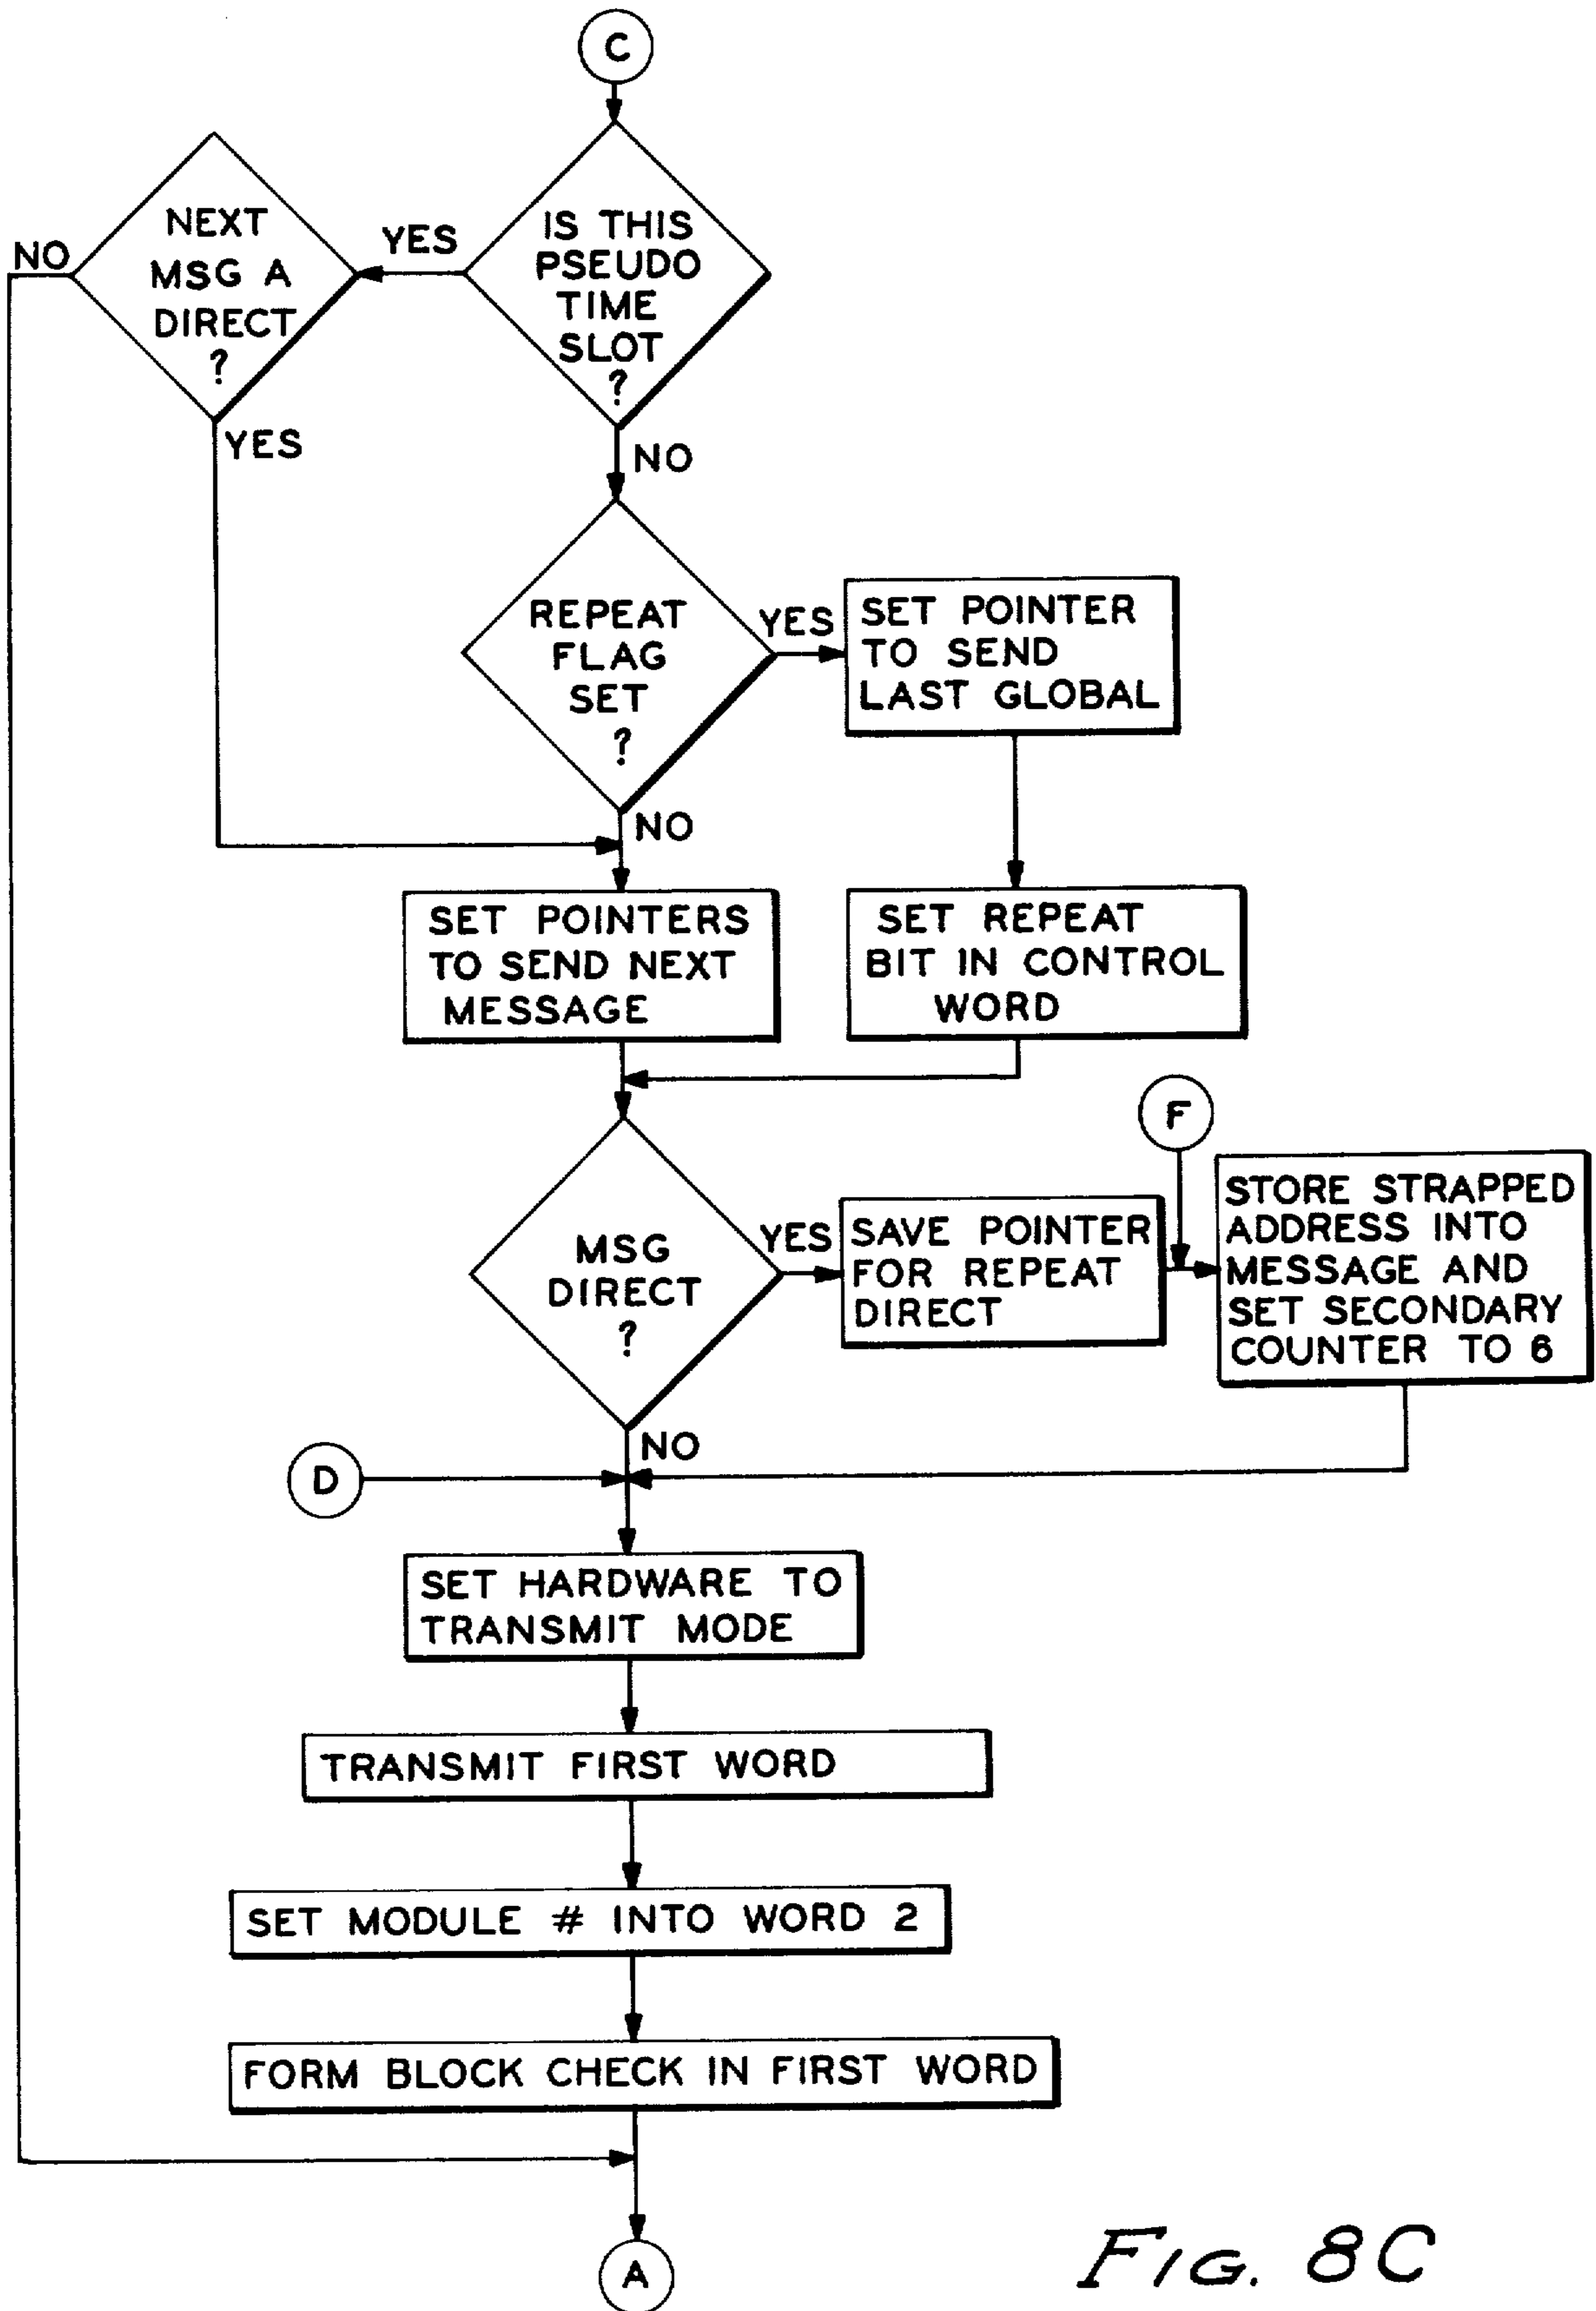 C
NEXT
MSG A
DIRECT
?
NO
YES
YES
IS THIS
PSEUDO
TIME
SLOT
?
NO
REPEAT
FLAG
SET
?
YES
NO
SET POINTER
TO SEND
LAST GLOBAL
SET POINTERS
TO SEND NEXT
MESSAGE
SET REPEAT
BIT IN CONTROL
WORD
F
MSG
DIRECT
?
YES
NO
SAVE POINTER
FOR REPEAT
DIRECT
STORE STRAPPED
ADDRESS INTO
MESSAGE AND
SET SECONDARY
COUNTER TO 6
D
SET HARDWARE TO
TRANSMIT MODE
TRANSMIT FIRST WORD
SET MODULE # INTO WORD 2
FORM BLOCK CHECK IN FIRST WORD
A
FIG. 8C